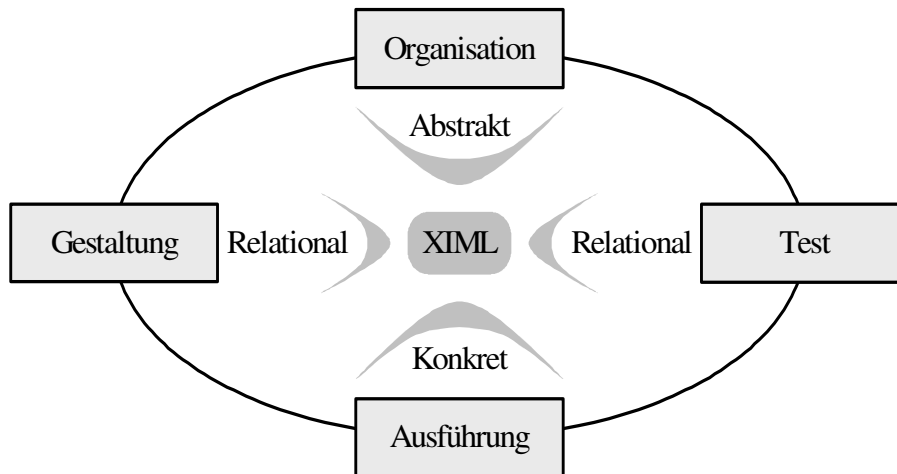 Organisation
Abstrakt
Gestaltung
Relational
XIML
Relational
Test
Konkret
Ausführung